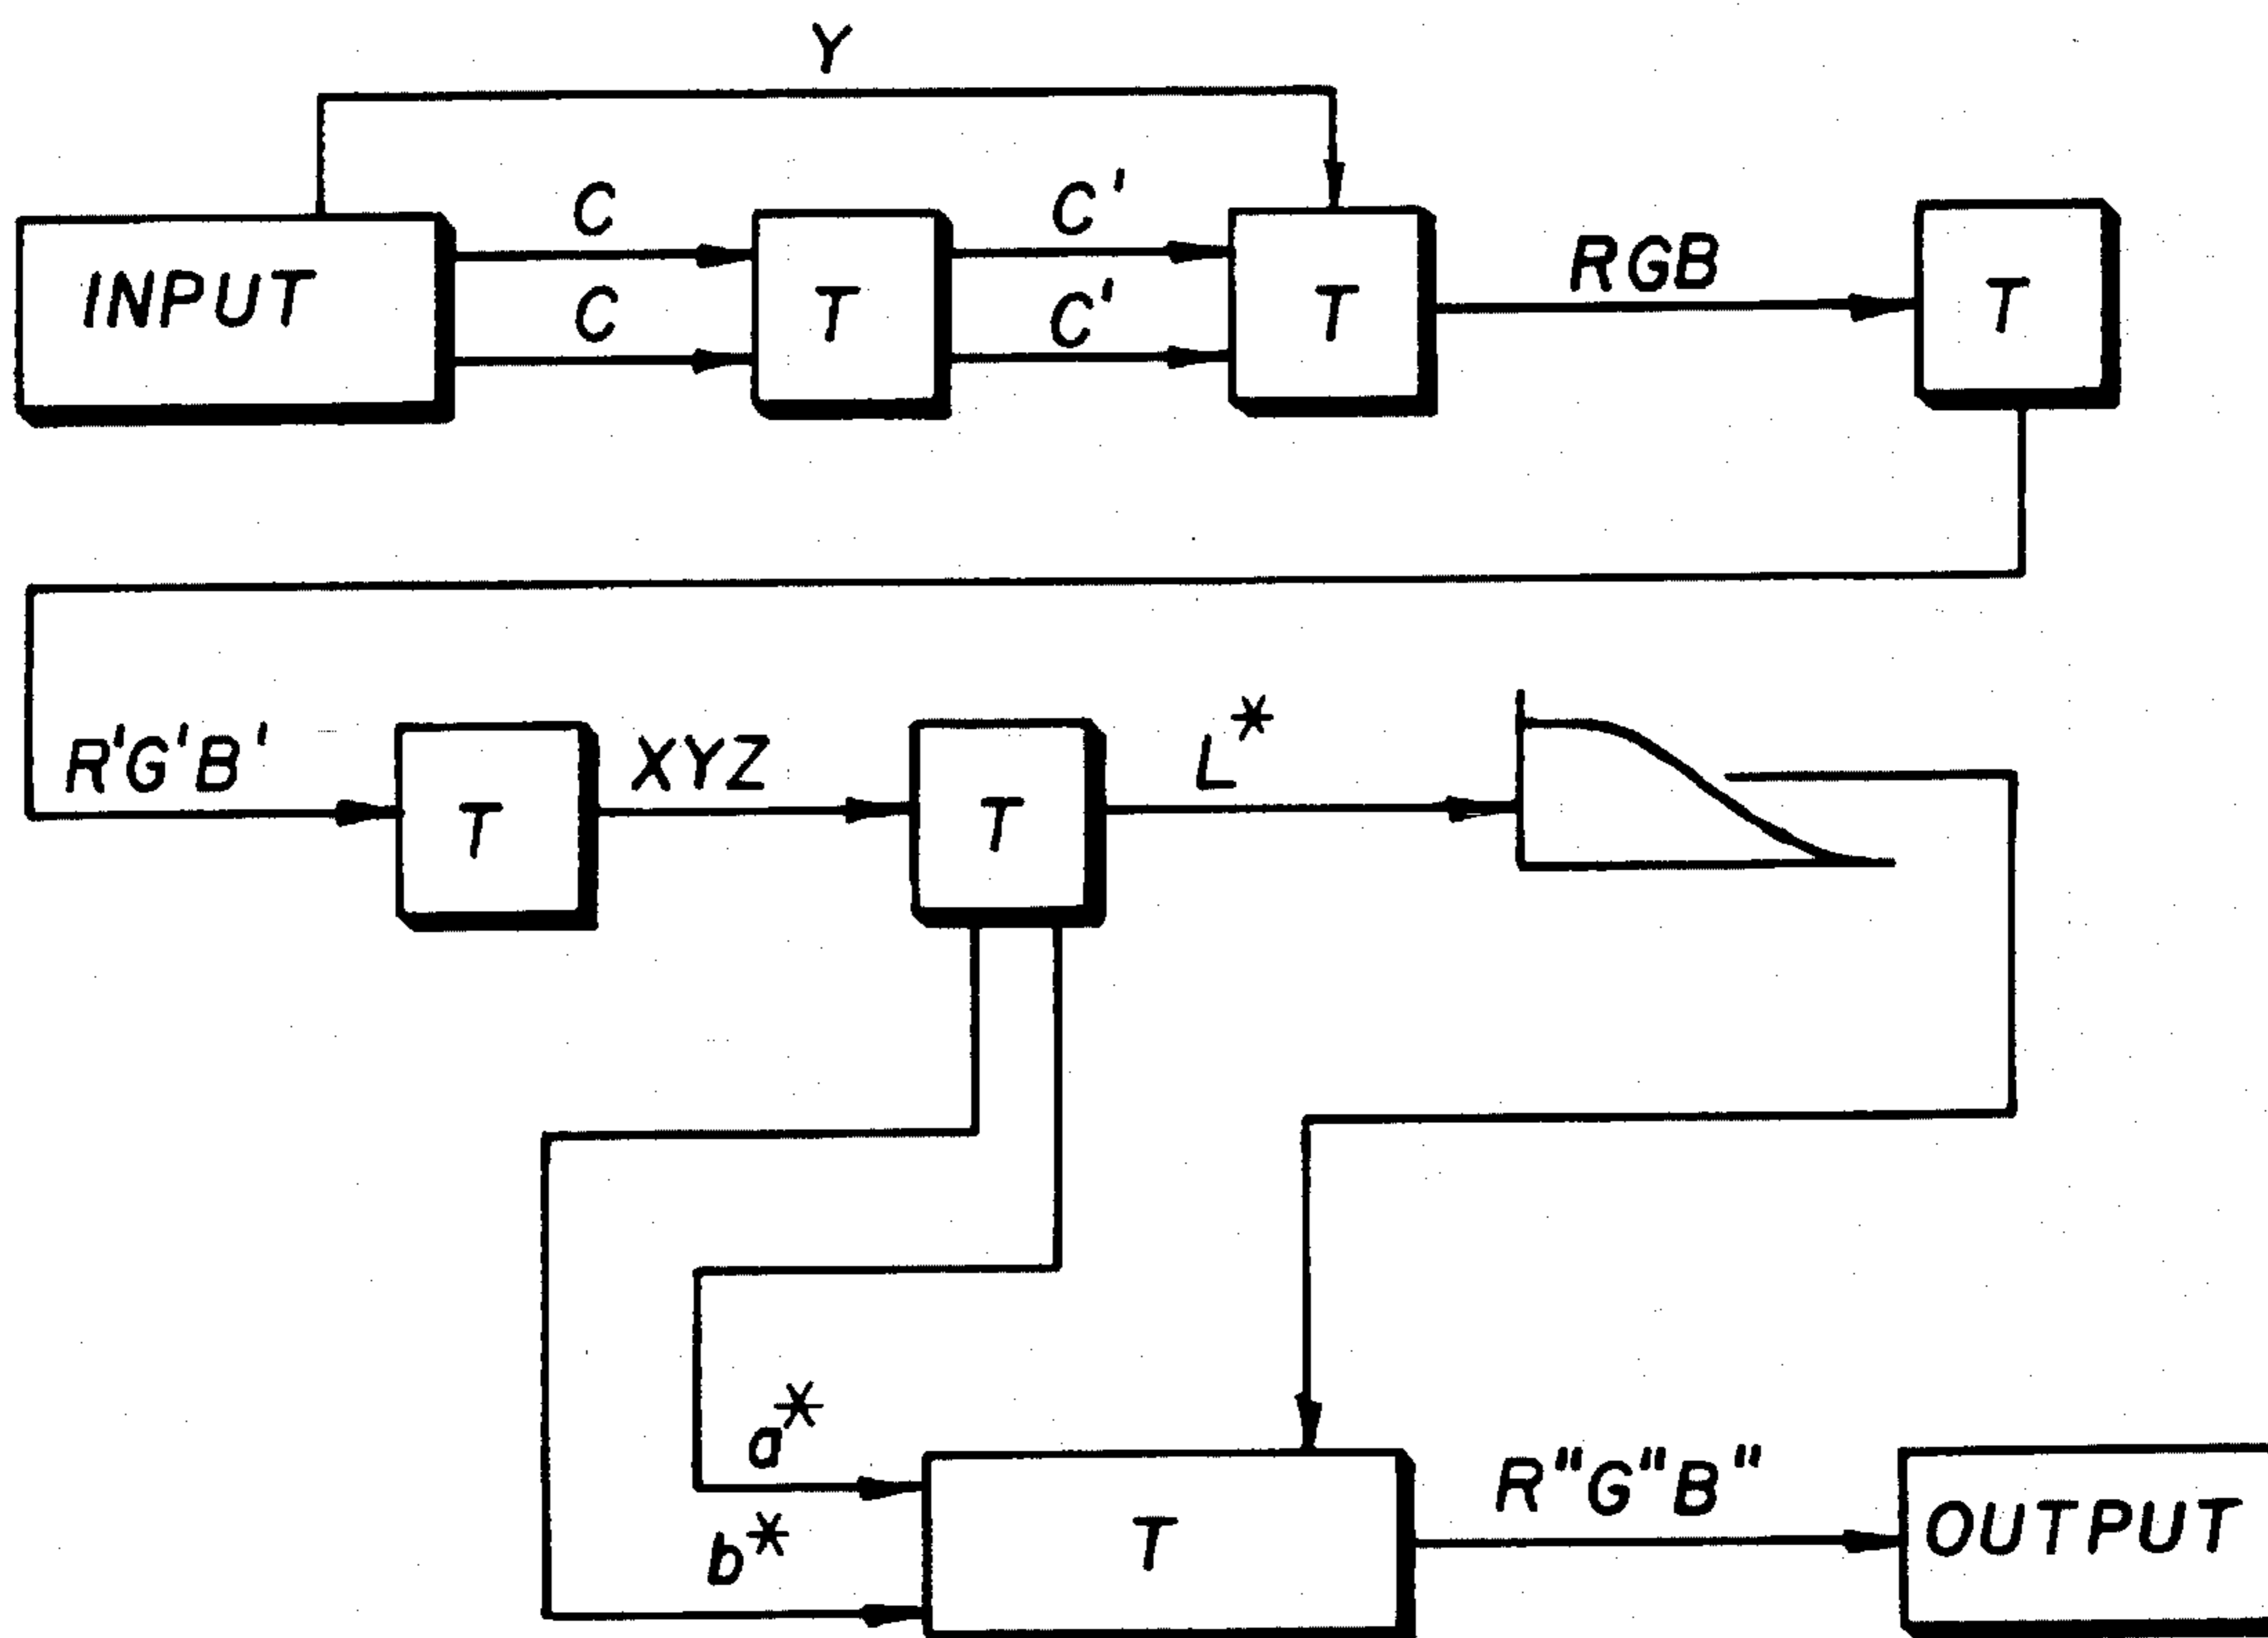 Y
C
C'
INPUT
C
T
C'
T
RGB
T
R'G'B'
T
XYZ
T
L*
a*
b*
T
R"G"B"
OUTPUT